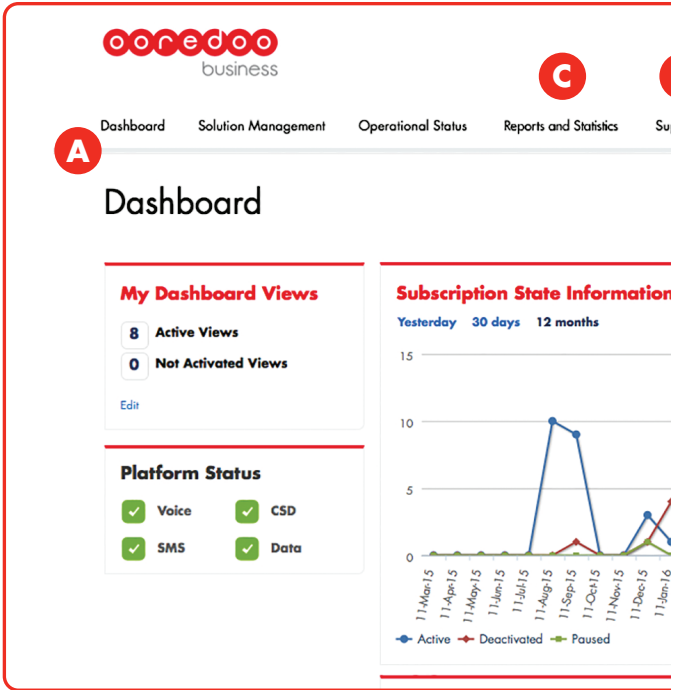 ooredoo
business
C
Dashboard Solution Management Operational Status Reports and Statistics Su
A
Dashboard
My Dashboard Views
8 Active Views
0 Not Activated Views
Edit
Platform Status
Voice CSD
SMS Data
Subscription State Information
Yesterday 30 days 12 months
15
10
5
0
11-Mar-15 11-Apr-15 11-May-15 11-Jun-15 11-Jul-15 11-Aug-15 11-Sep-15 11-Oct-15 11-Nov-15 11-Dec-15 11-Jan-16
Active Deactivated Paused